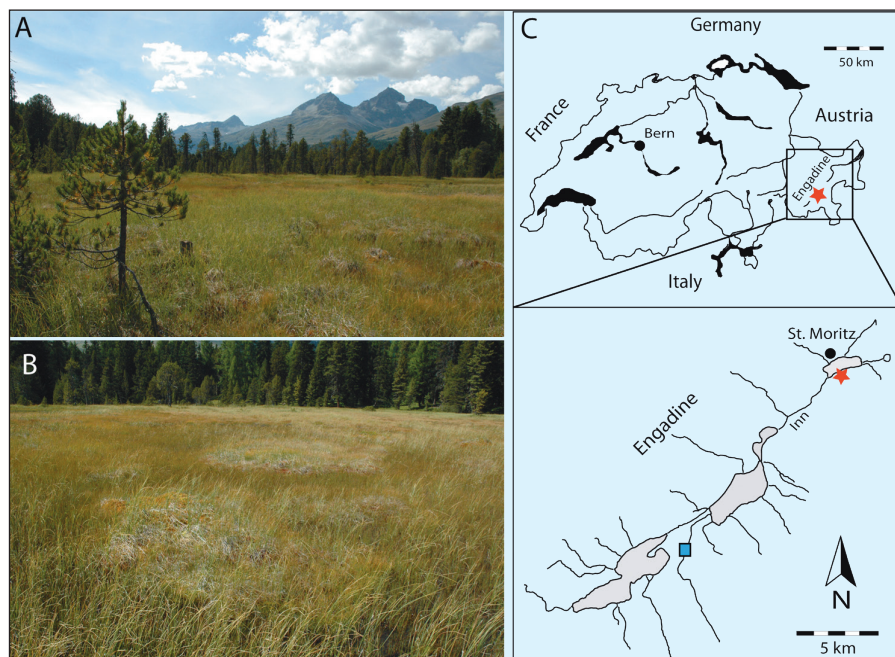 A
B
C
Germany
50 km
France
Austria
Bern
Engadine
Italy
St. Moritz
Inn
Engadine
N
5 km